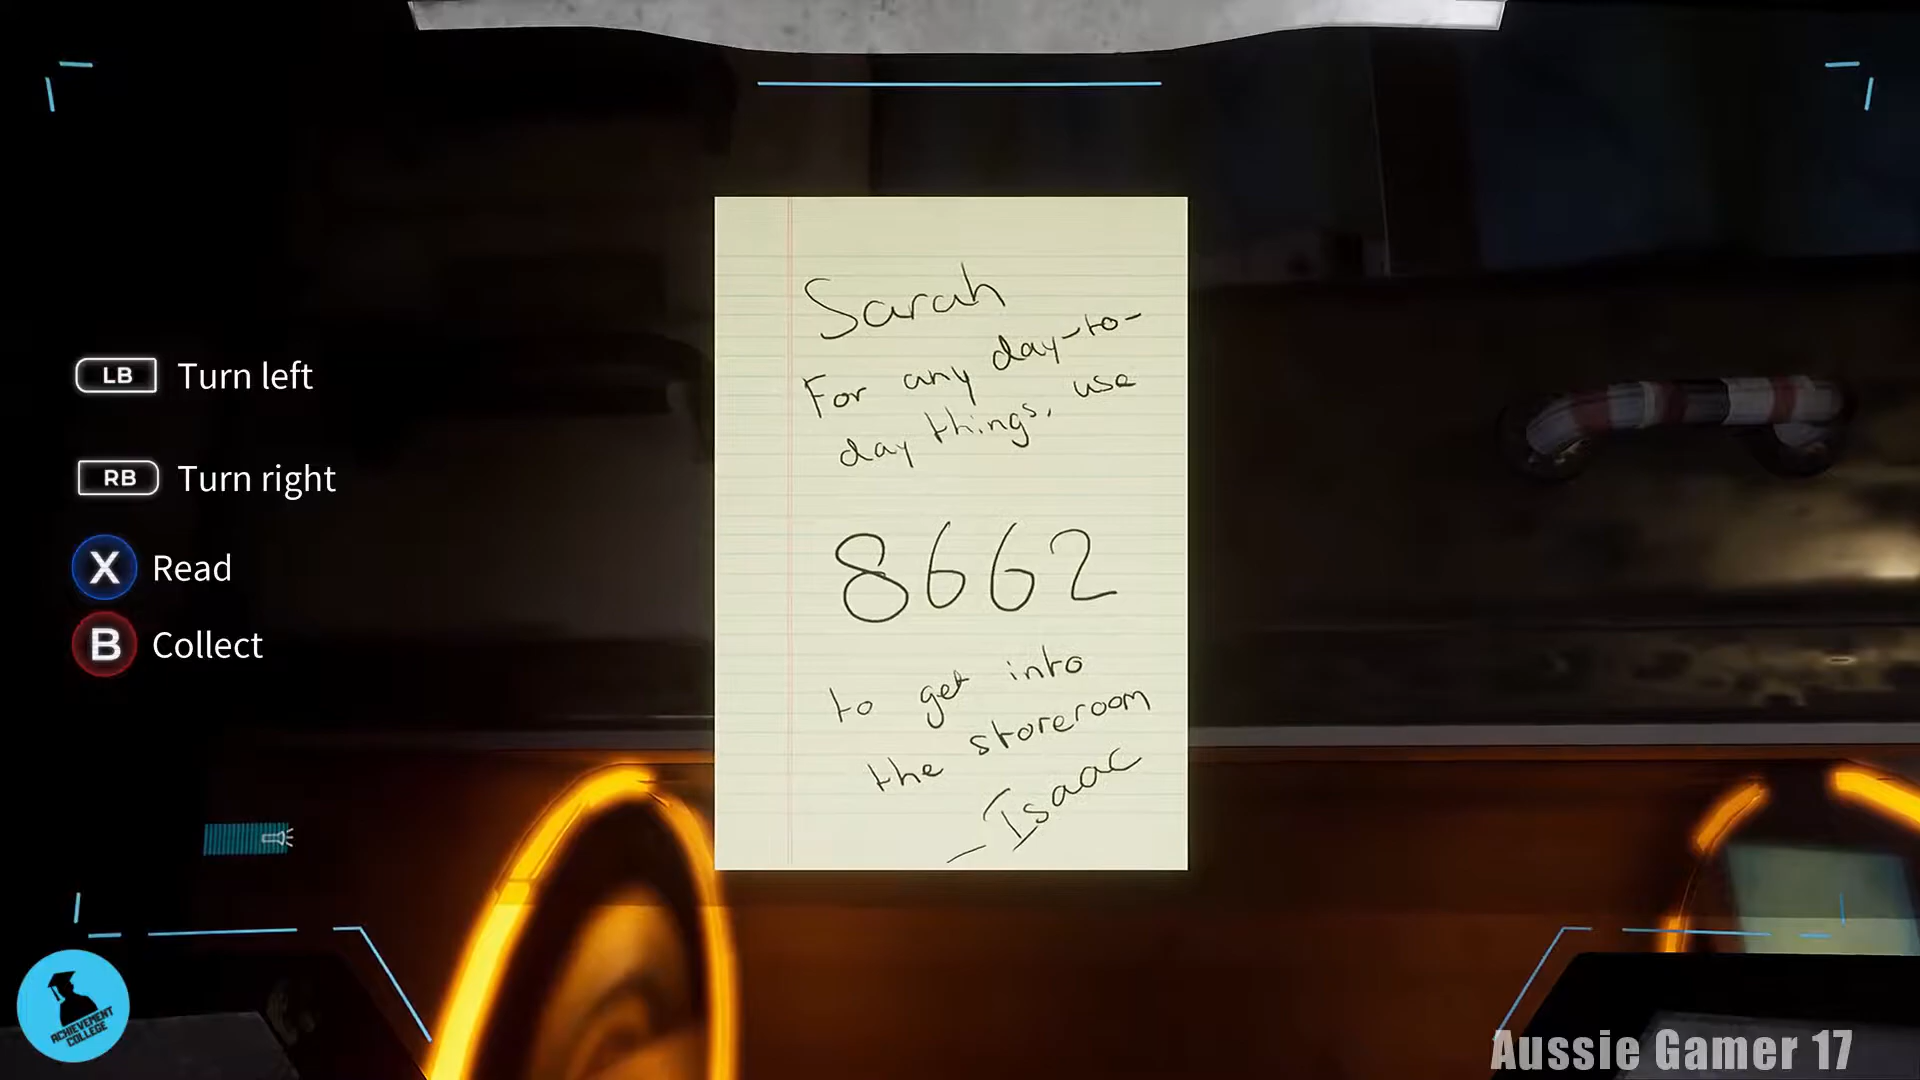 LB Turn left
RB Turn right
X Read
B Collect
Sarah
For any day-to-
day things, use
8662
to get into
the storeroom
- Isaac
ACHIEVEMENT
COLLEGE
Aussie Gamer 17